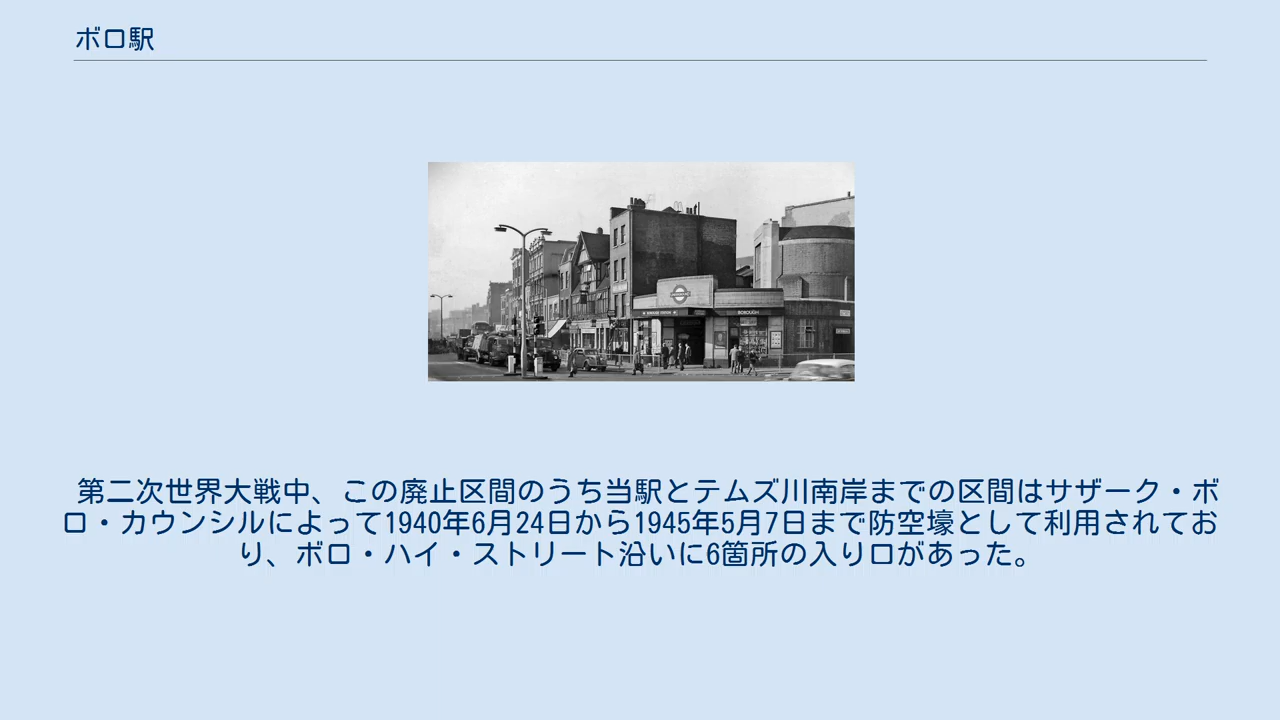 ボロ駅
BOROUGH
第二次世界大戦中、この廃止区間のうち当駅とテムズ川南岸までの区間はサザーク・ボ
ロ・カウンシルによって1940年6月24日から1945年5月7日まで防空壕として利用されてお
り、ボロ・ハイ・ストリート沿いに6箇所の入り口があった。